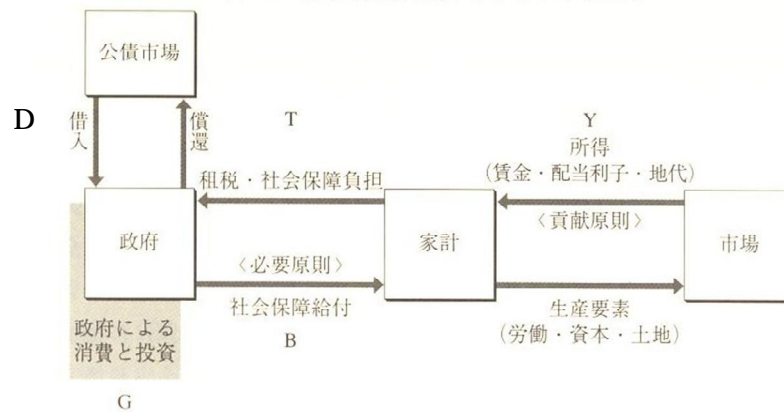 公債市場
D
借入
償還
T
Y
所得
(賃金・配当利子・地代)
租税・社会保障負担
〈貢献原則〉
政府
家計
市場
〈必要原則〉
社会保障給付
生産要素
(労働・資本・土地)
B
政府による
消費と投資
G